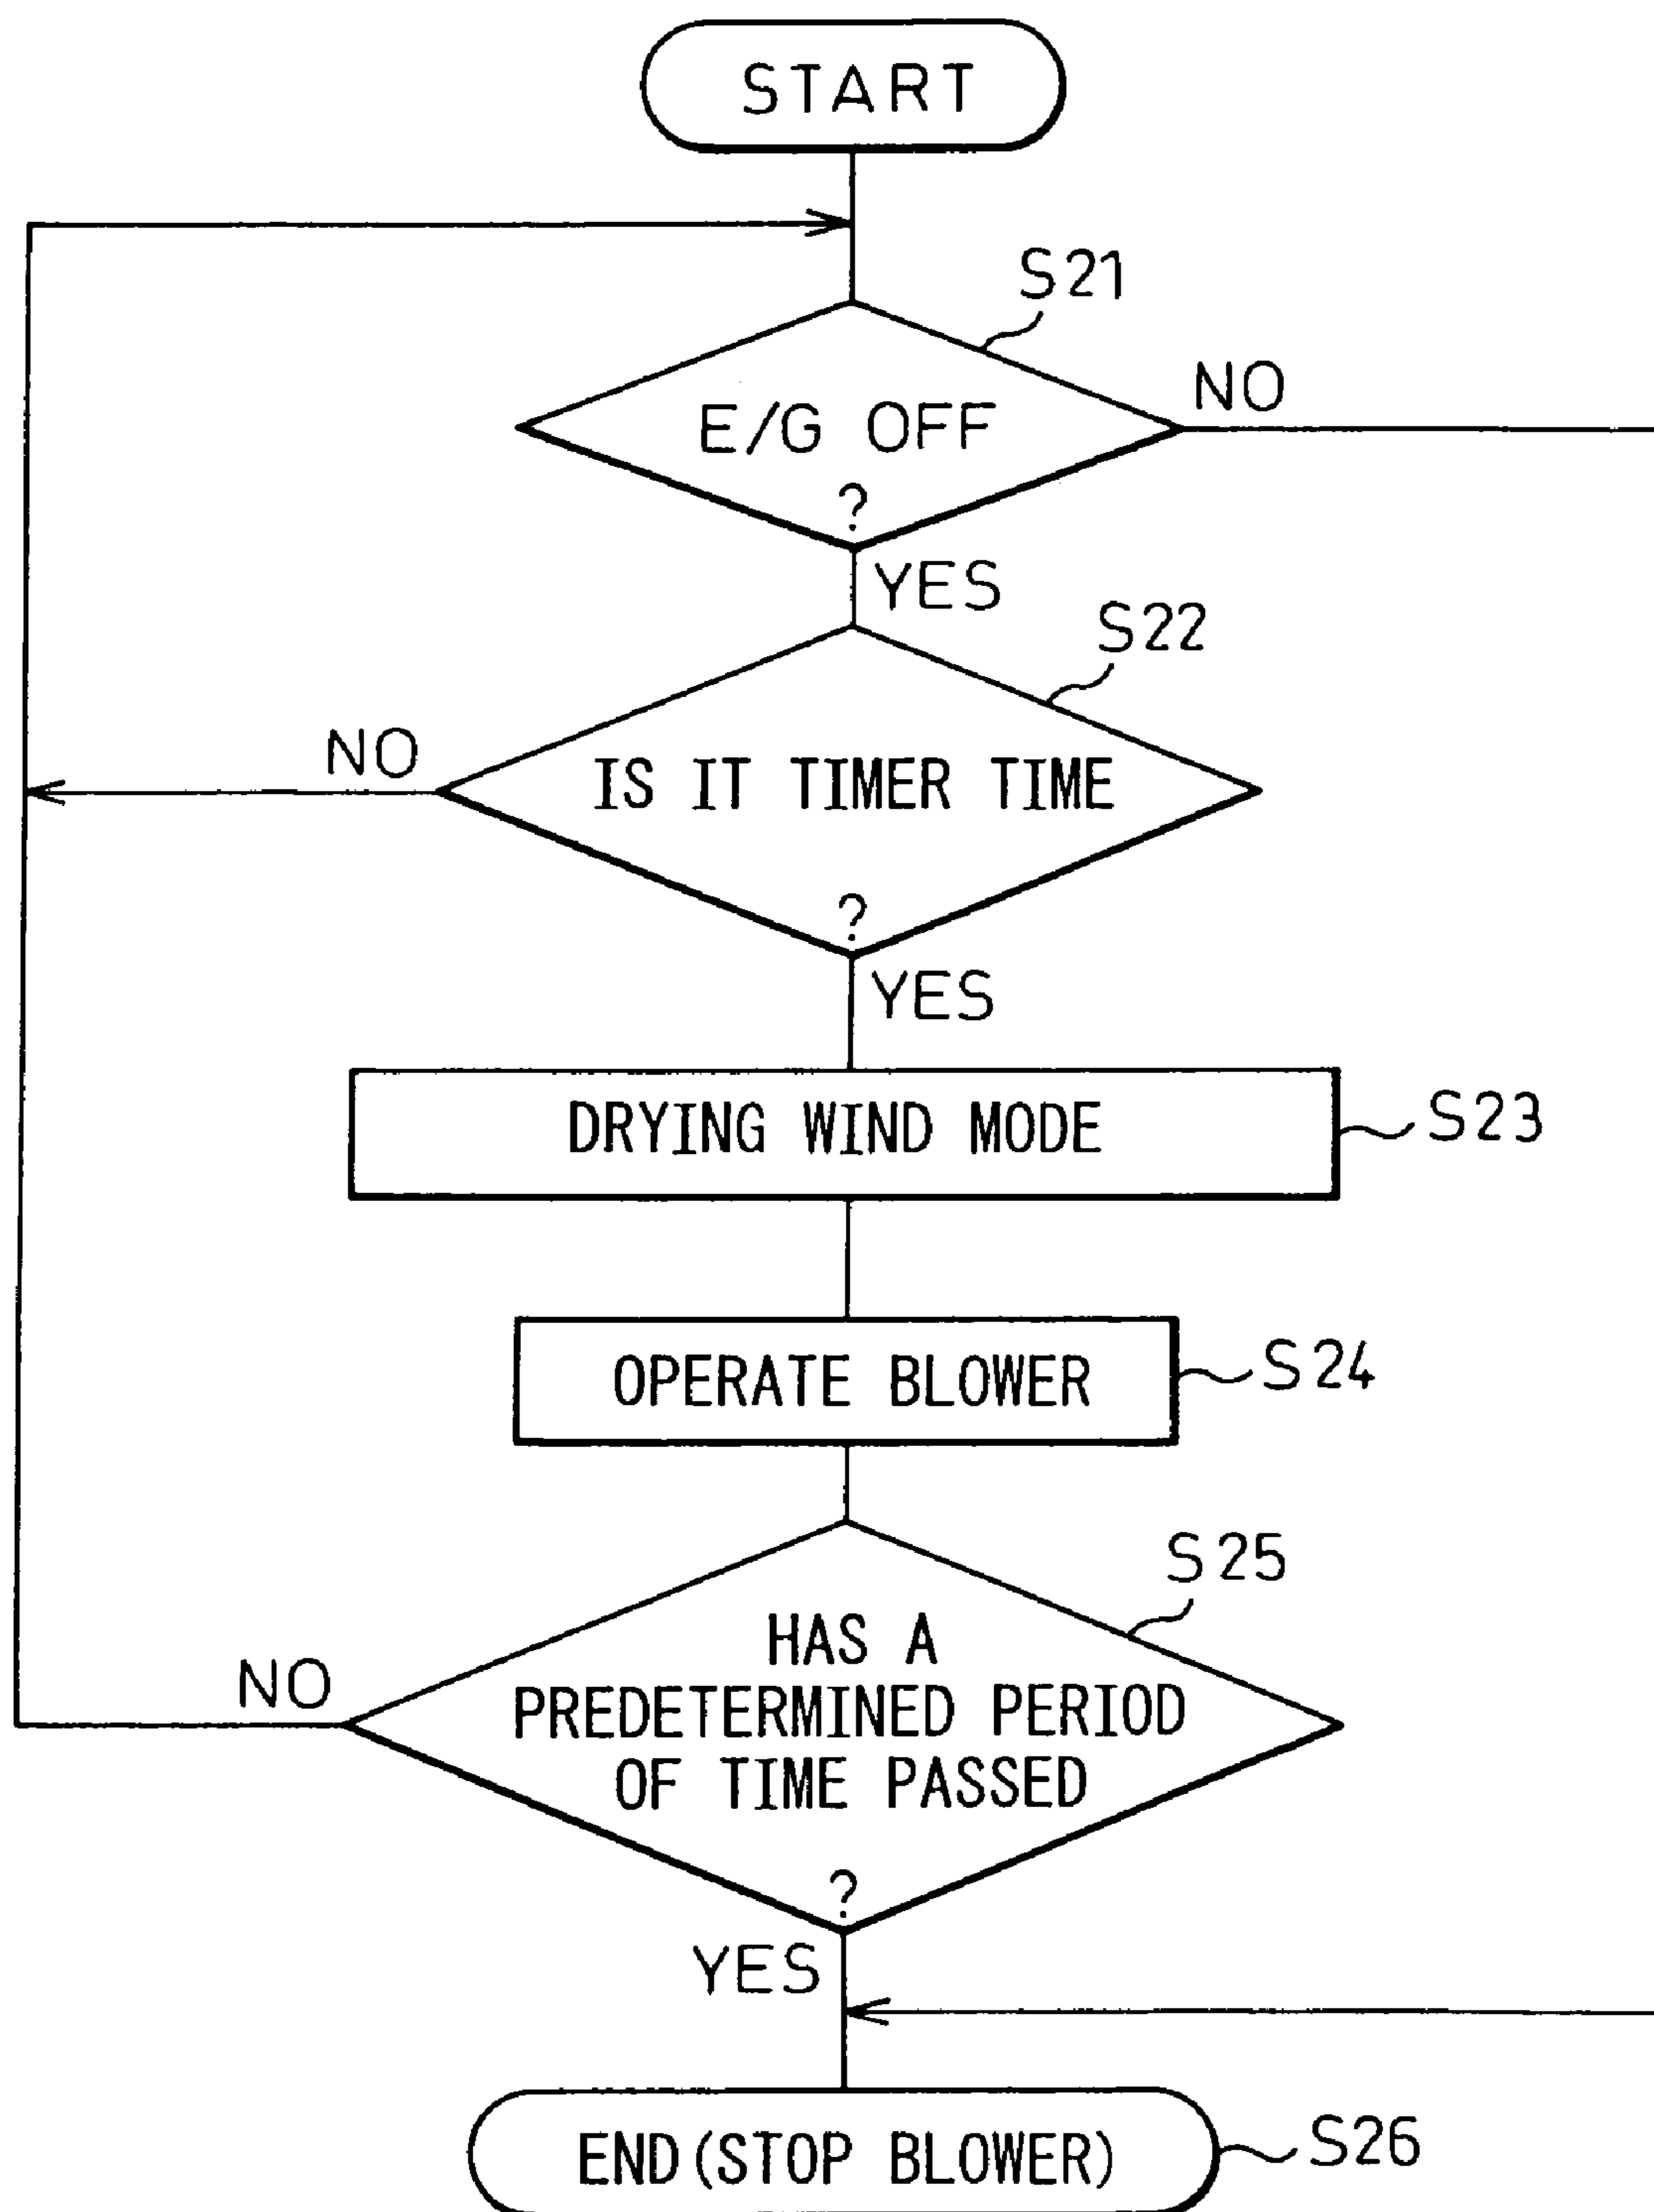 START
S21
E/G OFF
?
NO
YES
S22
IS IT TIMER TIME
?
NO
YES
DRYING WIND MODE
S23
OPERATE BLOWER
S24
S25
HAS A
PREDETERMINED PERIOD
OF TIME PASSED
?
NO
YES
END(STOP BLOWER)
S26